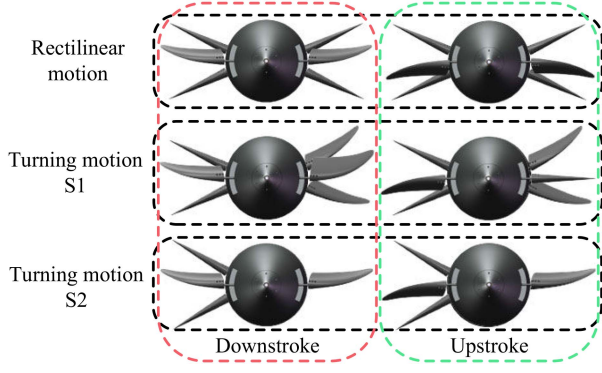 Rectilinear
motion
Turning motion
S1
Turning motion
S2
Downstroke
Upstroke